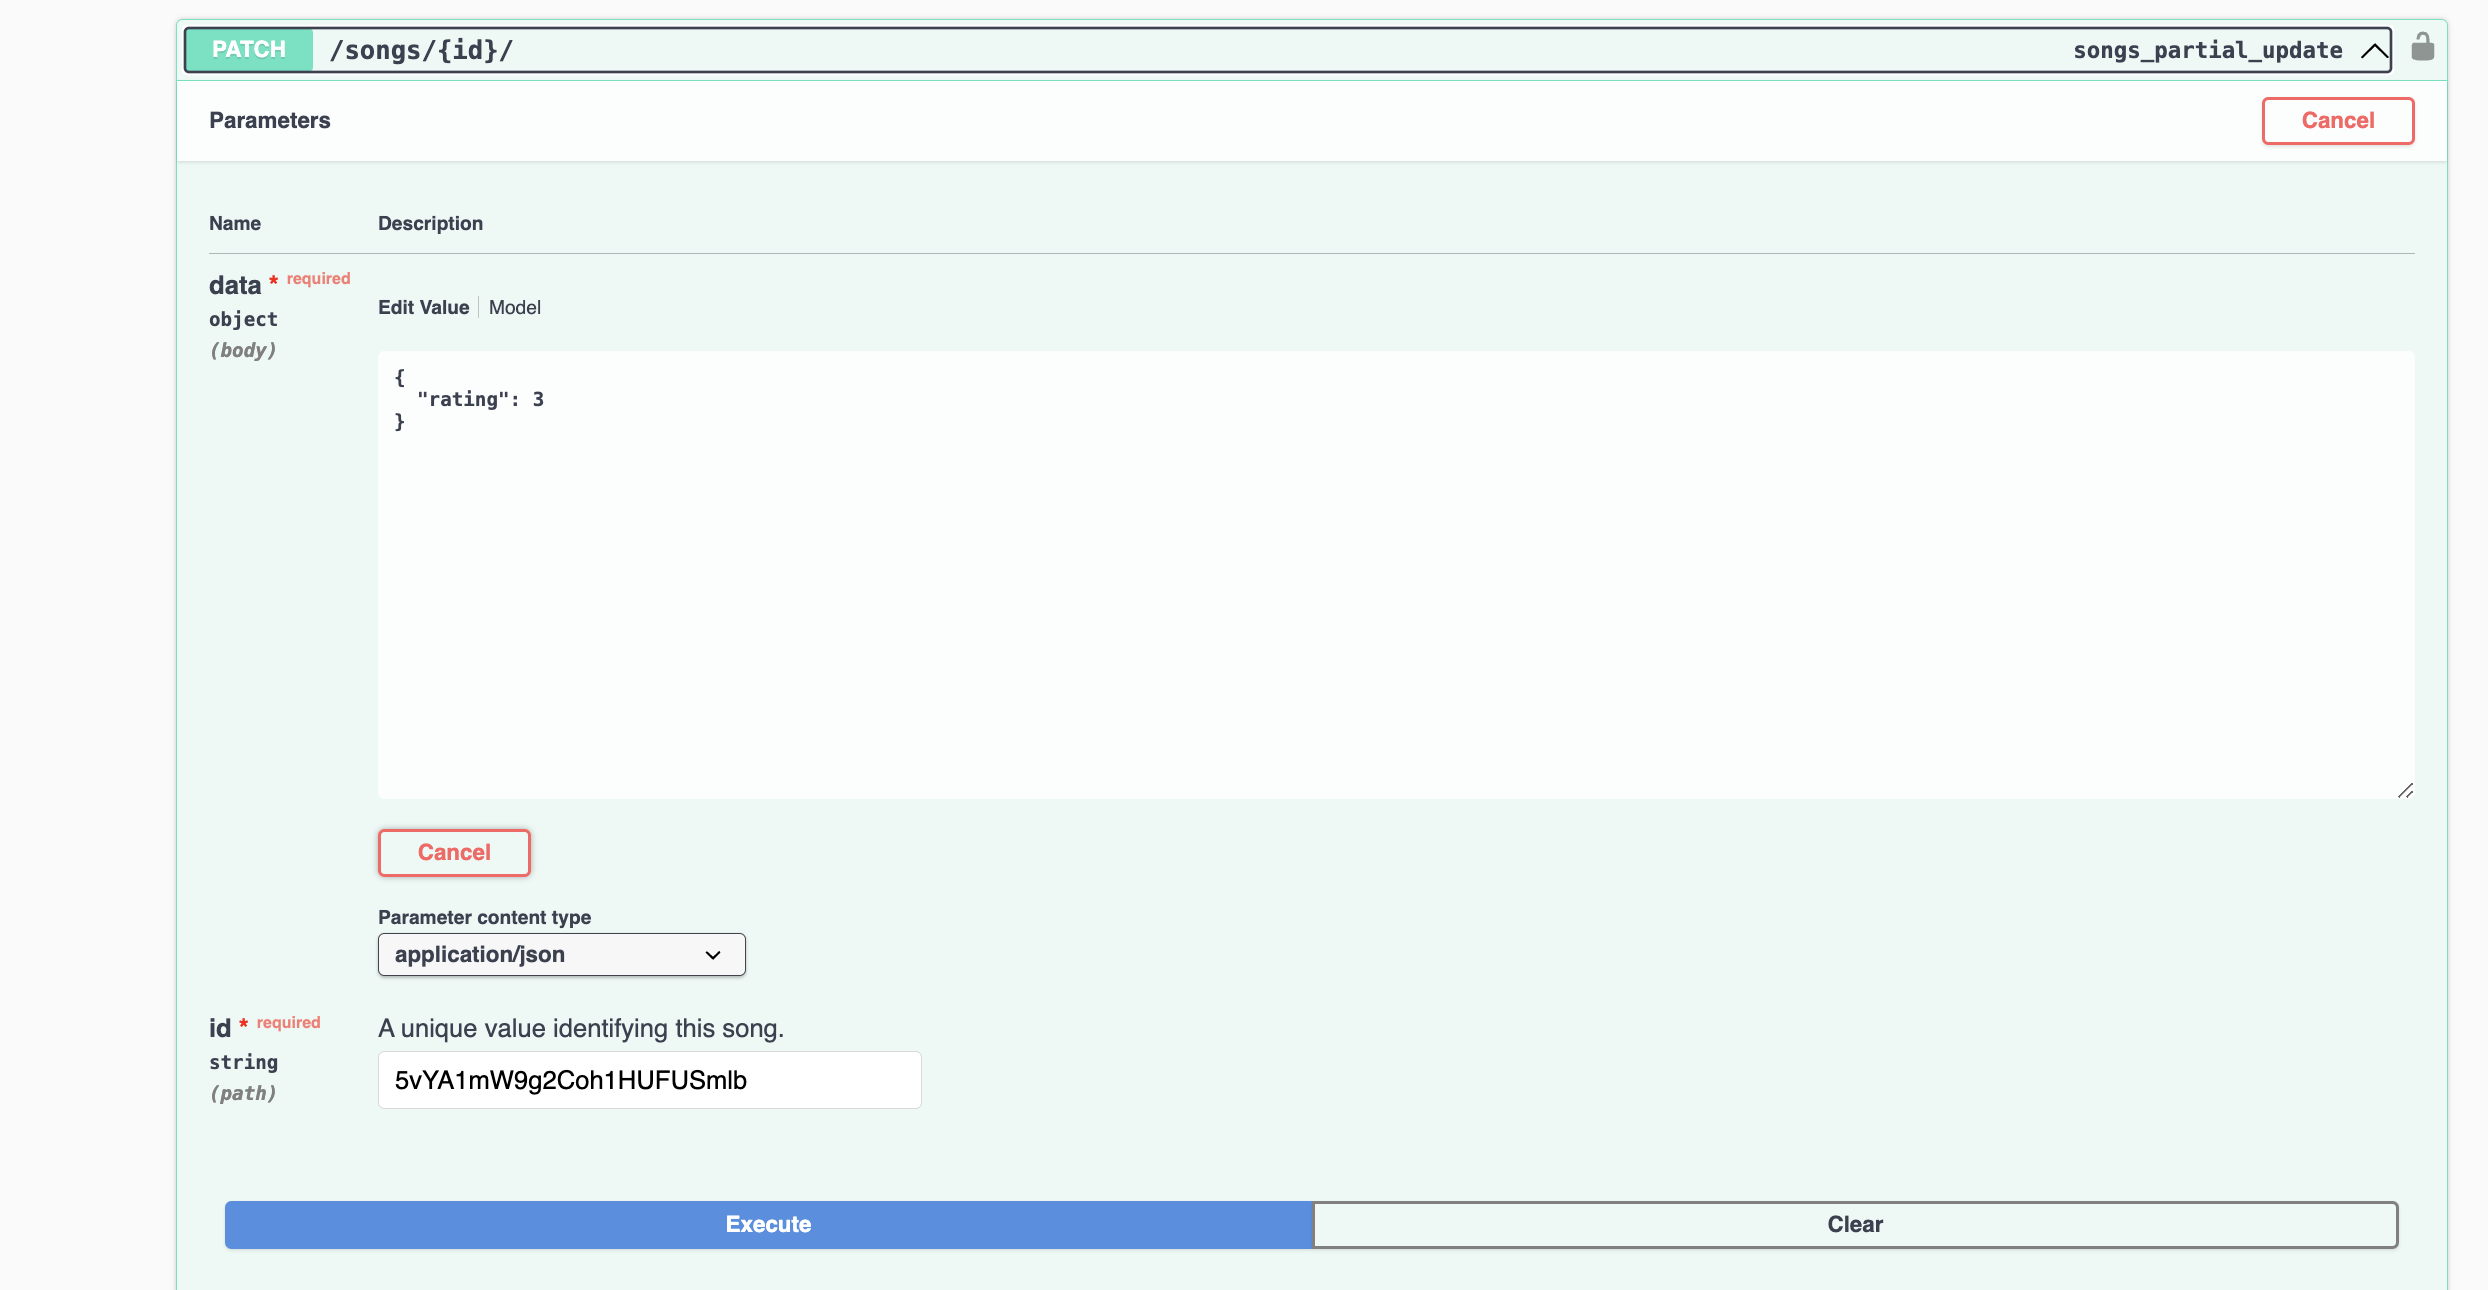 PATCH /songs/{id}/ songs_partial_update
Parameters Cancel
Name Description
data * required
object
(body)
Edit Value Model
{
  "rating": 3
}
Cancel
Parameter content type
application/json
id * required
string
(path)
A unique value identifying this song.
5vYA1mW9g2Coh1HUFUSmlb
Execute Clear